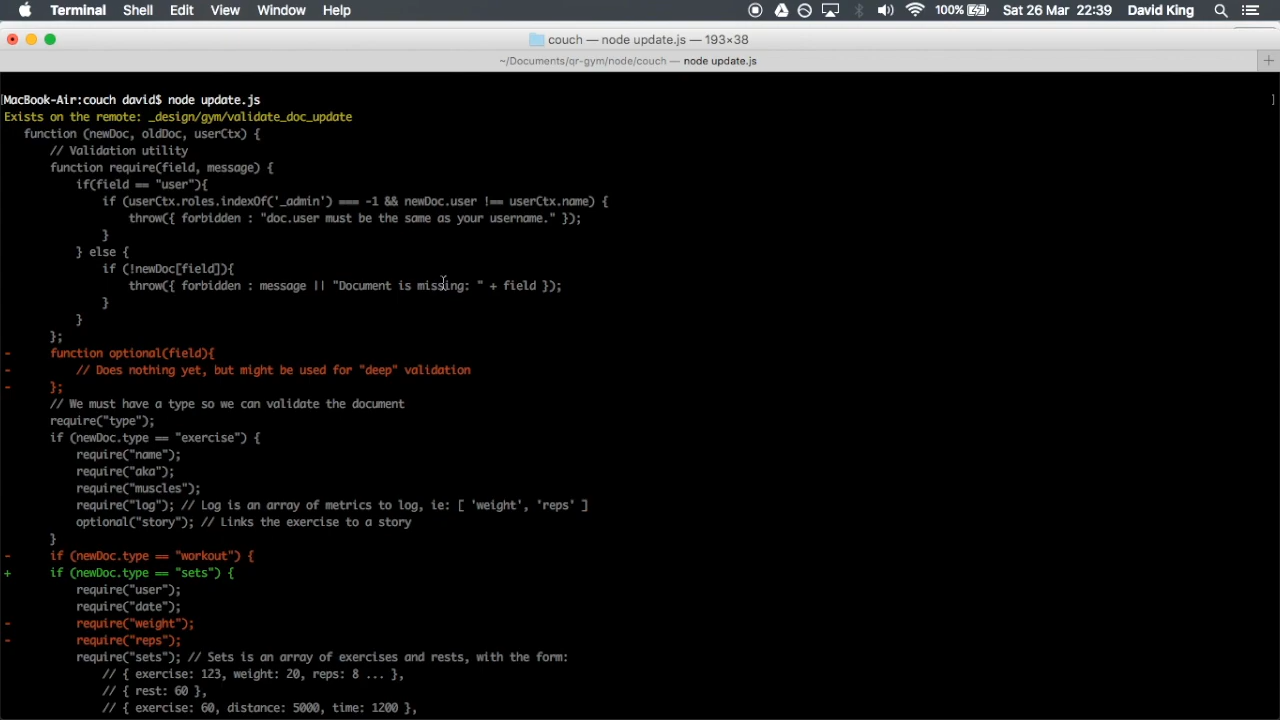 Terminal Shell Edit View Window Help 100% Sat 26 Mar 22:39 David King
couch — node update.js — 193×38
~/Documents/qr-gym/node/couch — node update.js
[MacBook-Air:couch david$ node update.js ]
Exists on the remote: _design/gym/validate_doc_update
function (newDoc, oldDoc, userCtx) {
// Validation utility
function require(field, message) {
if(field == "user"){
if (userCtx.roles.indexOf('_admin') === -1 && newDoc.user !== userCtx.name) {
throw({ forbidden : "doc.user must be the same as your username." });
}
} else {
if (!newDoc[field]){
throw({ forbidden : message || "Document is missing: " + field });
}
}
};
- function optional(field){
- // Does nothing yet, but might be used for "deep" validation
- };
// We must have a type so we can validate the document
require("type");
if (newDoc.type == "exercise") {
require("name");
require("aka");
require("muscles");
require("log"); // Log is an array of metrics to log, ie: [ 'weight', 'reps' ]
optional("story"); // Links the exercise to a story
}
- if (newDoc.type == "workout") {
+ if (newDoc.type == "sets") {
require("user");
require("date");
- require("weight");
- require("reps");
require("sets"); // Sets is an array of exercises and rests, with the form:
// { exercise: 123, weight: 20, reps: 8 ... },
// { rest: 60 },
// { exercise: 60, distance: 5000, time: 1200 },